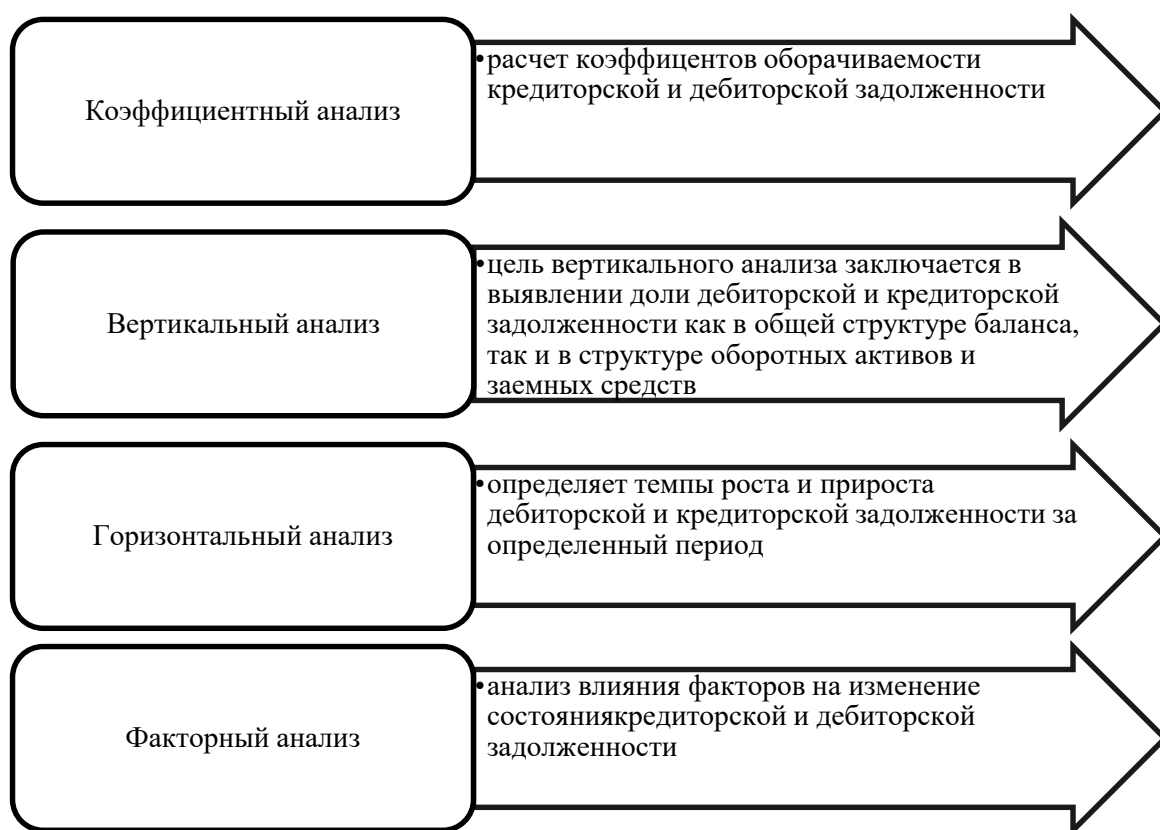 Коэффициентный анализ
•расчет коэффицентов оборачиваемости
кредиторской и дебиторской задолженности
Вертикальный анализ
•цель вертикального анализа заключается в
выявлении доли дебиторской и кредиторской
задолженности как в общей структуре баланса,
так и в структуре оборотных активов и
заемных средств
Горизонтальный анализ
•определяет темпы роста и прироста
дебиторской и кредиторской задолженности за
определенный период
Факторный анализ
•анализ влияния факторов на изменение
состояниякредиторской и дебиторской
задолженности